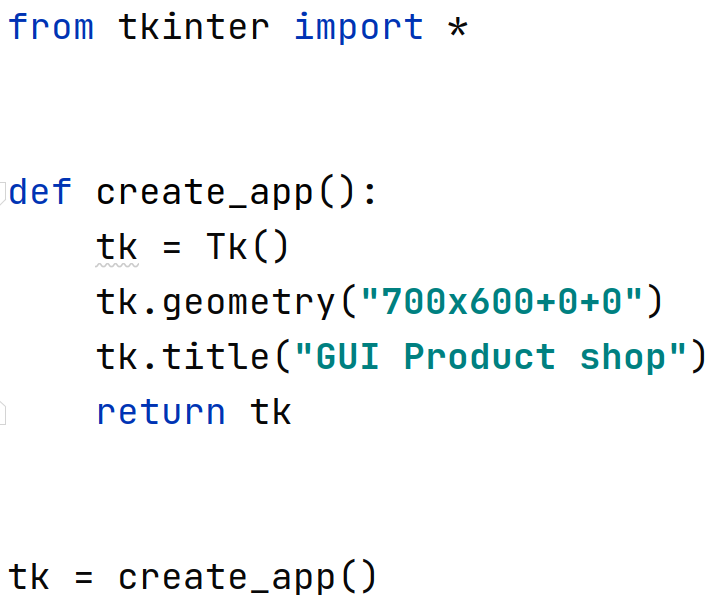 from tkinter import *
def create_app():
    tk = Tk()
    tk.geometry("700x600+0+0")
    tk.title("GUI Product shop")
    return tk
tk = create_app()